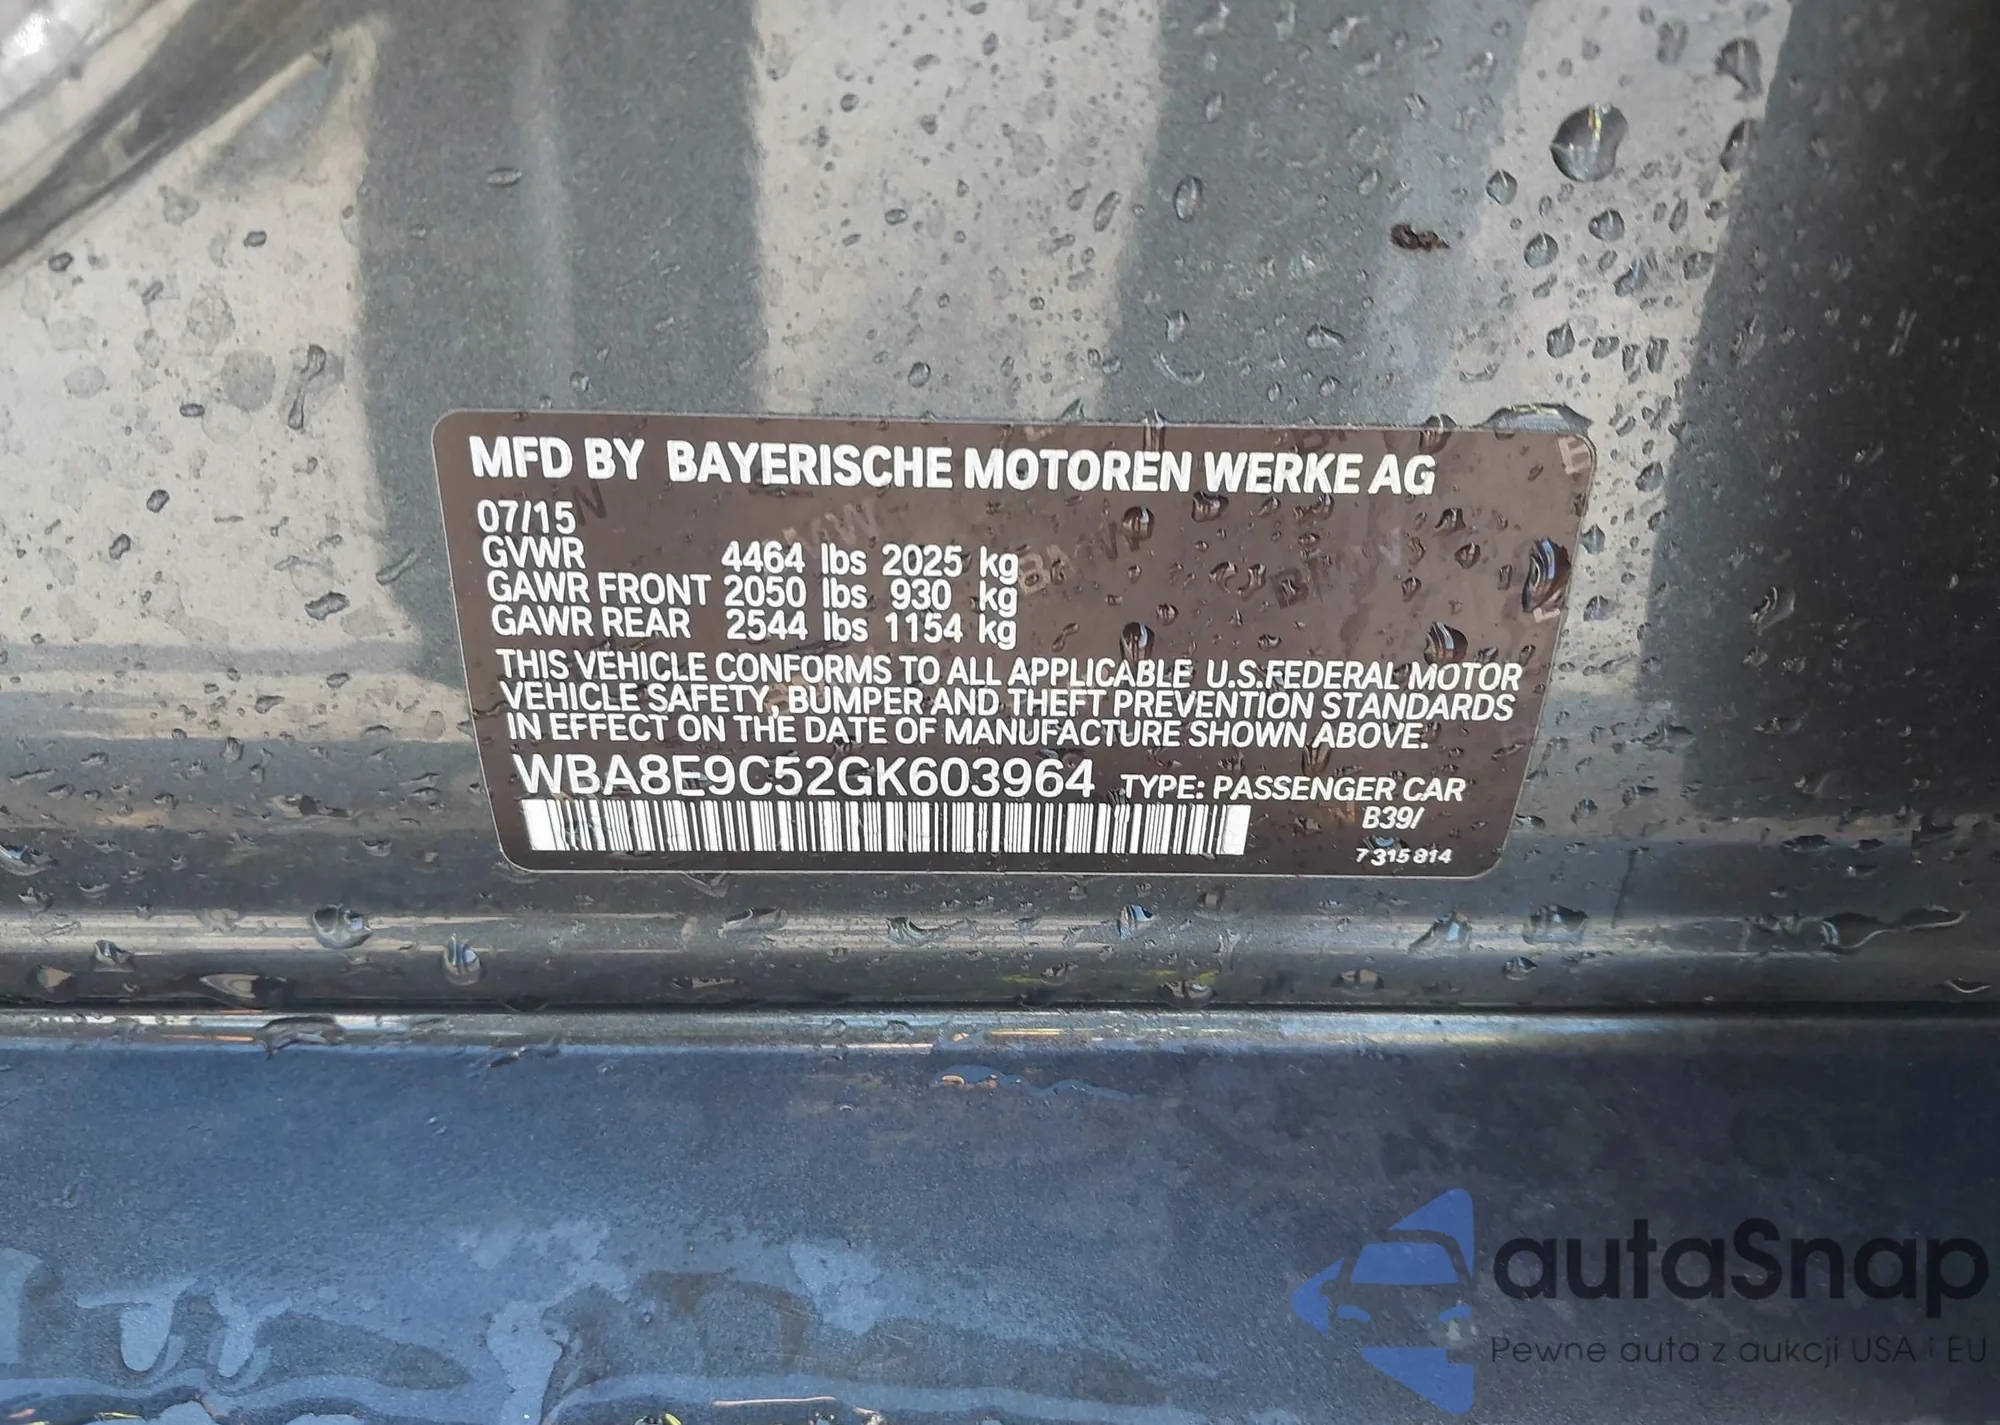 MFD BY BAYERISCHE MOTOREN WERKE AG
07/15
GVWR 4464 lbs 2025 kg
GAWR FRONT 2050 lbs 930 kg
GAWR REAR 2544 lbs 1154 kg
THIS VEHICLE CONFORMS TO ALL APPLICABLE U.S.FEDERAL MOTOR
VEHICLE SAFETY, BUMPER AND THEFT PREVENTION STANDARDS
IN EFFECT ON THE DATE OF MANUFACTURE SHOWN ABOVE.
WBA8E9C52GK603964 TYPE: PASSENGER CAR
B39/
7 315 814
autaSnap
Pewne auta z aukcji USA i EU